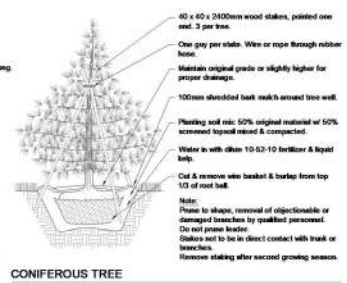 ng.
40 x 40 x 2400mm wood stakes, pointed one
end. 3 per tree.
One guy per stake. Wire or rope through rubber
hose.
Maintain original grade or slightly higher for
proper drainage.
100mm shredded bark mulch around tree well.
Planting soil mix 50% original material w/ 50%
screened topsoil mixed & compacted.
Water in with dilute 10-52-10 fertilizer & liquid
kelp.
Cut & remove wire basket & burlap from top
1/3 of root ball.
Note:
Prune to shape, removal of objectionable or
damaged branches by qualified personnel.
Do not prune leader.
Stakes not to be in direct contact with trunk or
branches.
Remove staking after second growing season.
CONIFEROUS TREE